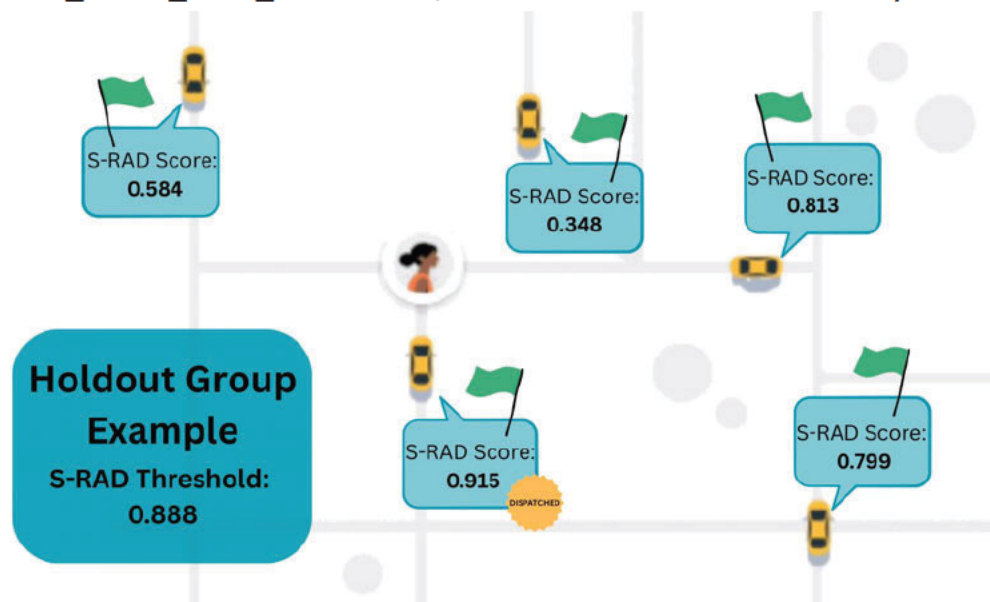 S-RAD Score:
0.584
S-RAD Score:
0.348
S-RAD Score:
0.813
Holdout Group
Example
S-RAD Threshold:
0.888
S-RAD Score:
0.915
DISPATCHED
S-RAD Score:
0.799